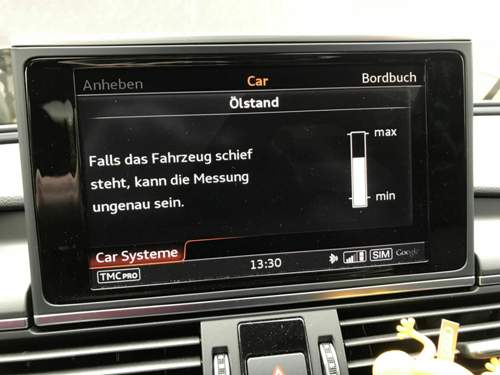 Anheben Car Bordbuch
Ölstand
max
Falls das Fahrzeug schief
steht, kann die Messung
ungenau sein.
min
Car Systeme
TMC PRO 13:30 SIM Google